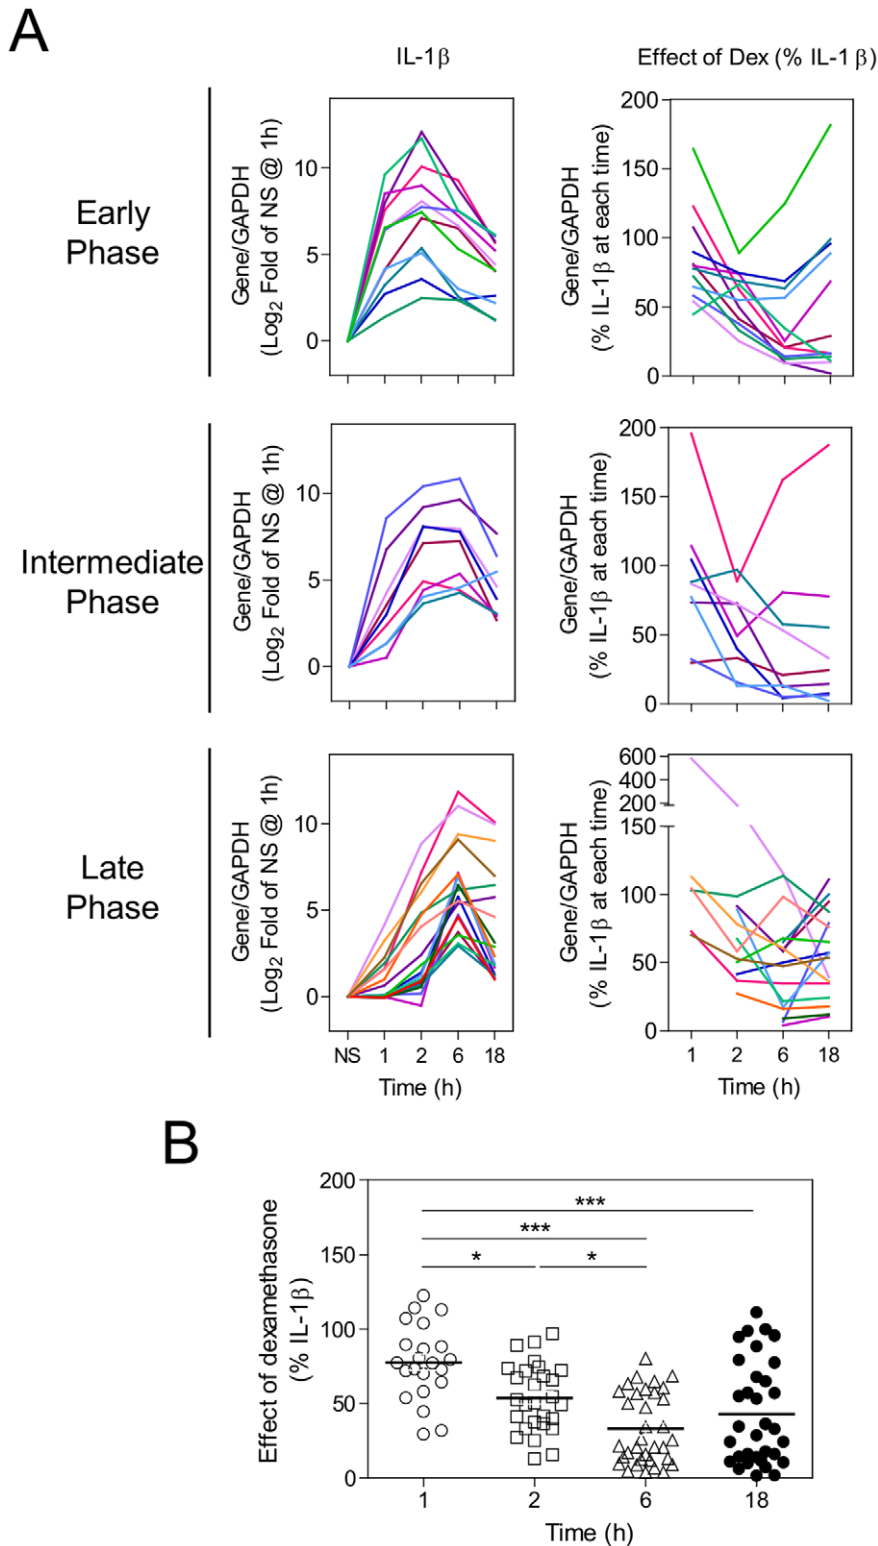 A
IL-1β
Effect of Dex (% IL-1 β)
Early
Phase
Gene/GAPDH
(Log2 Fold of NS @ 1h)
10
5
0
Gene/GAPDH
(% IL-1β at each time)
200
150
100
50
0
Intermediate
Phase
Gene/GAPDH
(Log2 Fold of NS @ 1h)
10
5
0
Gene/GAPDH
(% IL-1β at each time)
200
150
100
50
0
Late
Phase
Gene/GAPDH
(Log2 Fold of NS @ 1h)
10
5
0
NS 1 2 6 18
Time (h)
Gene/GAPDH
(% IL-1β at each time)
600
400
200
150
100
50
0
1 2 6 18
Time (h)
B
Effect of dexamethasone
(% IL-1β)
200
150
100
50
0
***
***
* *
1 2 6 18
Time (h)